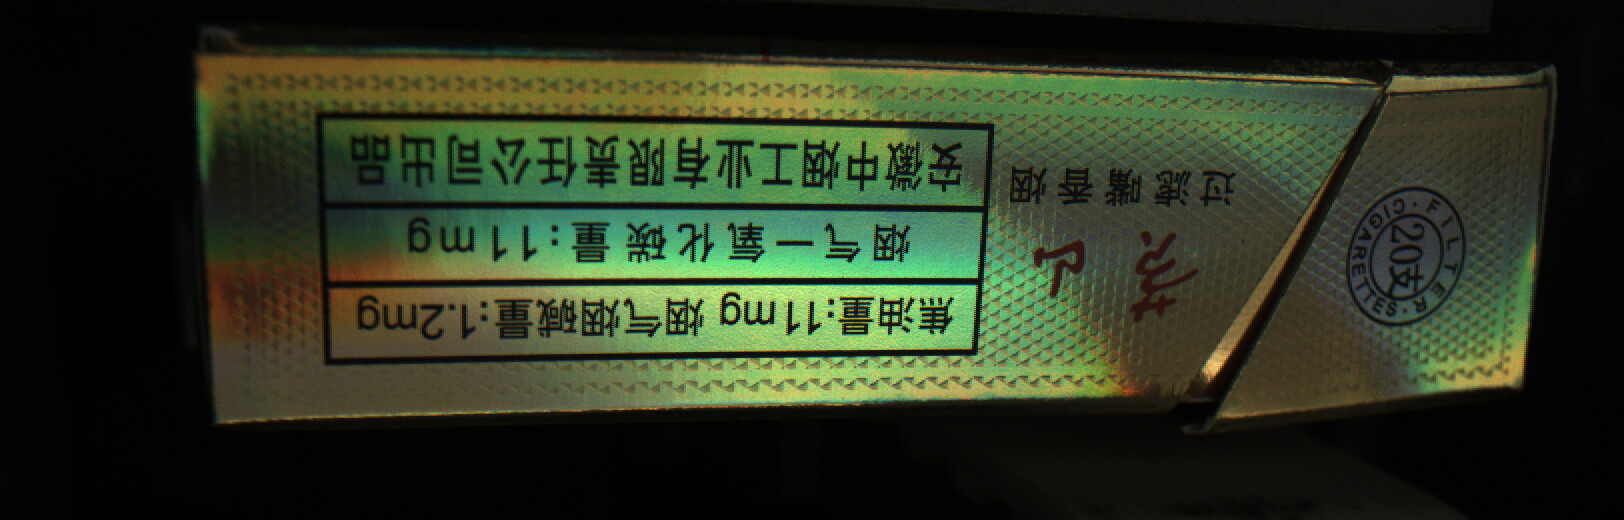 FILTER
20支
·CIGARETTES·
黄山
过滤嘴香烟
焦油量:11mg 烟气烟碱量:1.2mg
烟气一氧化碳量:11mg
安徽中烟工业有限责任公司出品